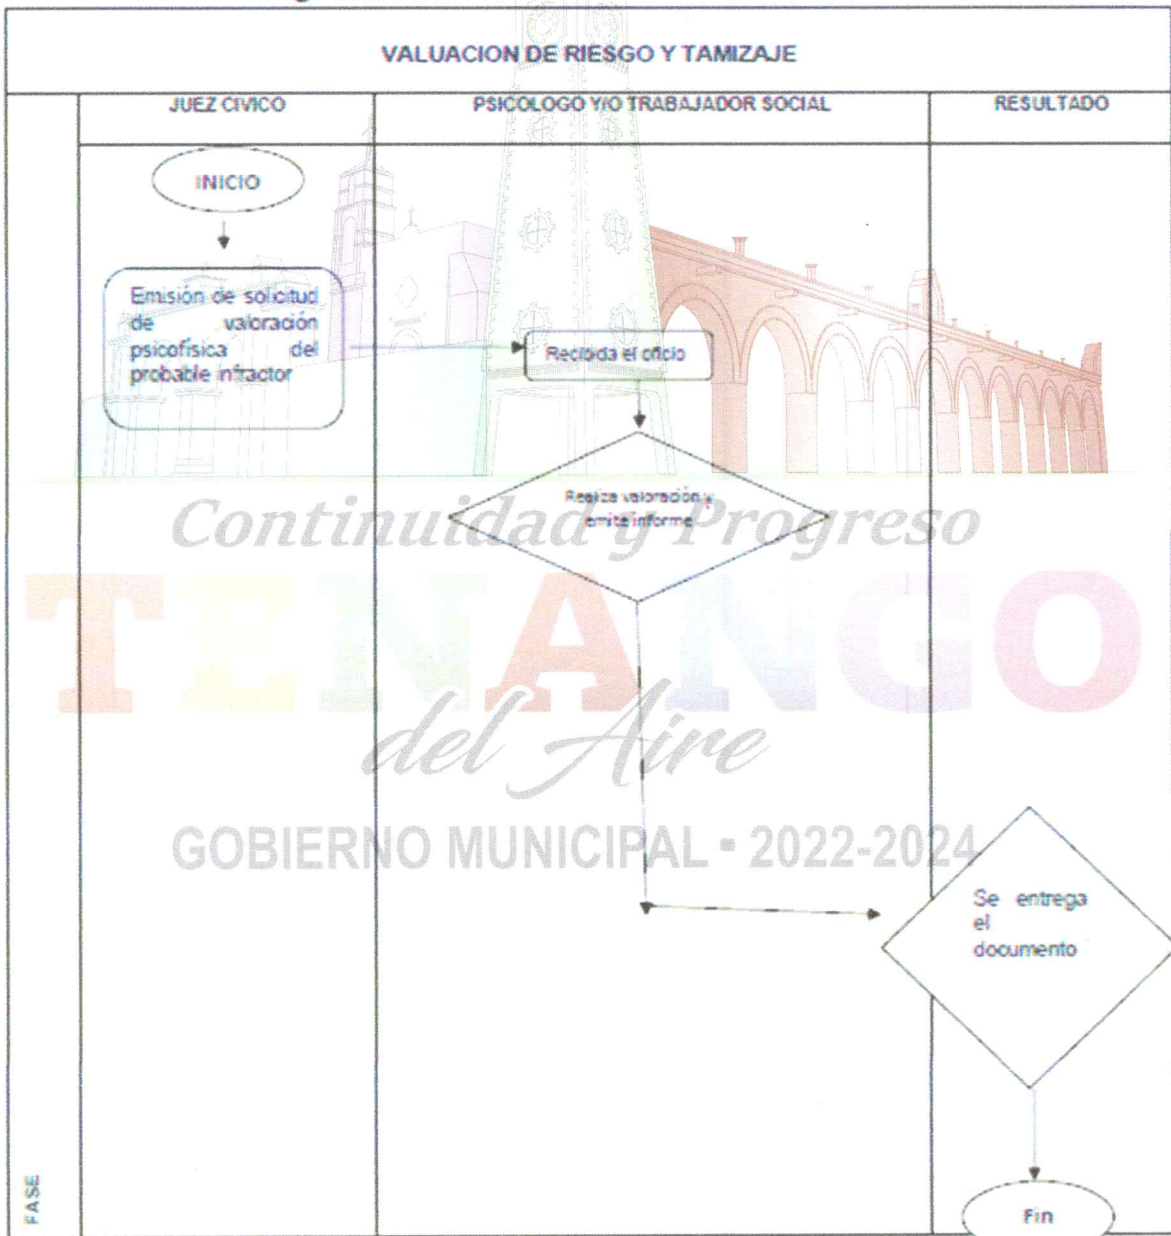 VALUACION DE RIESGO Y TAMIZAJE
JUEZ CIVICO
PSICOLOGO Y/O TRABAJADOR SOCIAL
RESULTADO
INICIO
Emisión de solicitud
de valoración
psicofísica del
probable infractor
Recibida el oficio
Realiza valoración y
emite informe
Continuidad y Progreso
TENANGO
del Aire
GOBIERNO MUNICIPAL • 2022-2024
Se entrega
el
documento
FASE
Fin